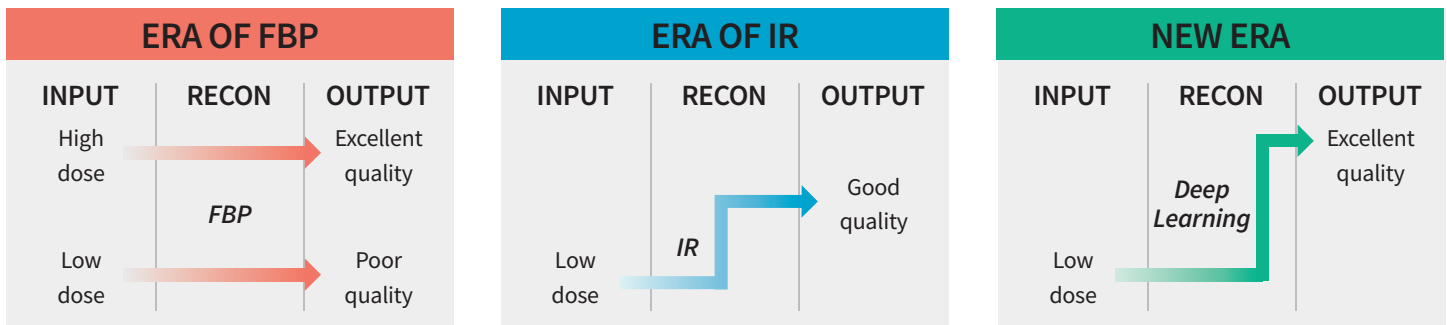 ERA OF FBP
INPUT
RECON
OUTPUT
High
dose
Excellent
quality
FBP
Low
dose
Poor
quality
ERA OF IR
INPUT
RECON
OUTPUT
Good
quality
IR
Low
dose
NEW ERA
INPUT
RECON
OUTPUT
Excellent
quality
Deep
Learning
Low
dose